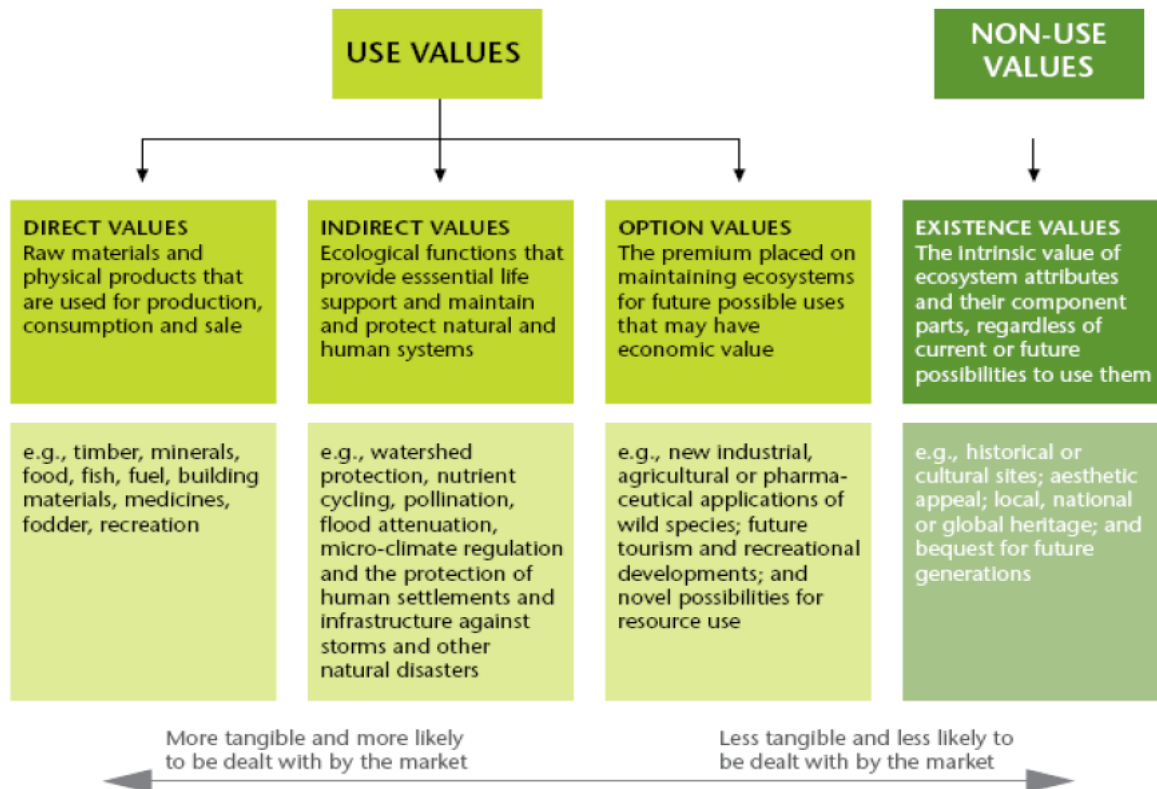 USE VALUES
NON-USE
VALUES
DIRECT VALUES
Raw materials and
physical products that
are used for production,
consumption and sale
INDIRECT VALUES
Ecological functions that
provide esssential life
support and maintain
and protect natural and
human systems
OPTION VALUES
The premium placed on
maintaining ecosystems
for future possible uses
that may have
economic value
EXISTENCE VALUES
The intrinsic value of
ecosystem attributes
and their component
parts, regardless of
current or future
possibilities to use them
e.g., timber, minerals,
food, fish, fuel, building
materials, medicines,
fodder, recreation
e.g., watershed
protection, nutrient
cycling, pollination,
flood attenuation,
micro-climate regulation
and the protection of
human settlements and
infrastructure against
storms and other
natural disasters
e.g., new industrial,
agricultural or pharma-
ceutical applications of
wild species; future
tourism and recreational
developments; and
novel possibilities for
resource use
e.g., historical or
cultural sites; aesthetic
appeal; local, national
or global heritage; and
bequest for future
generations
More tangible and more likely
to be dealt with by the market
Less tangible and less likely to
be dealt with by the market